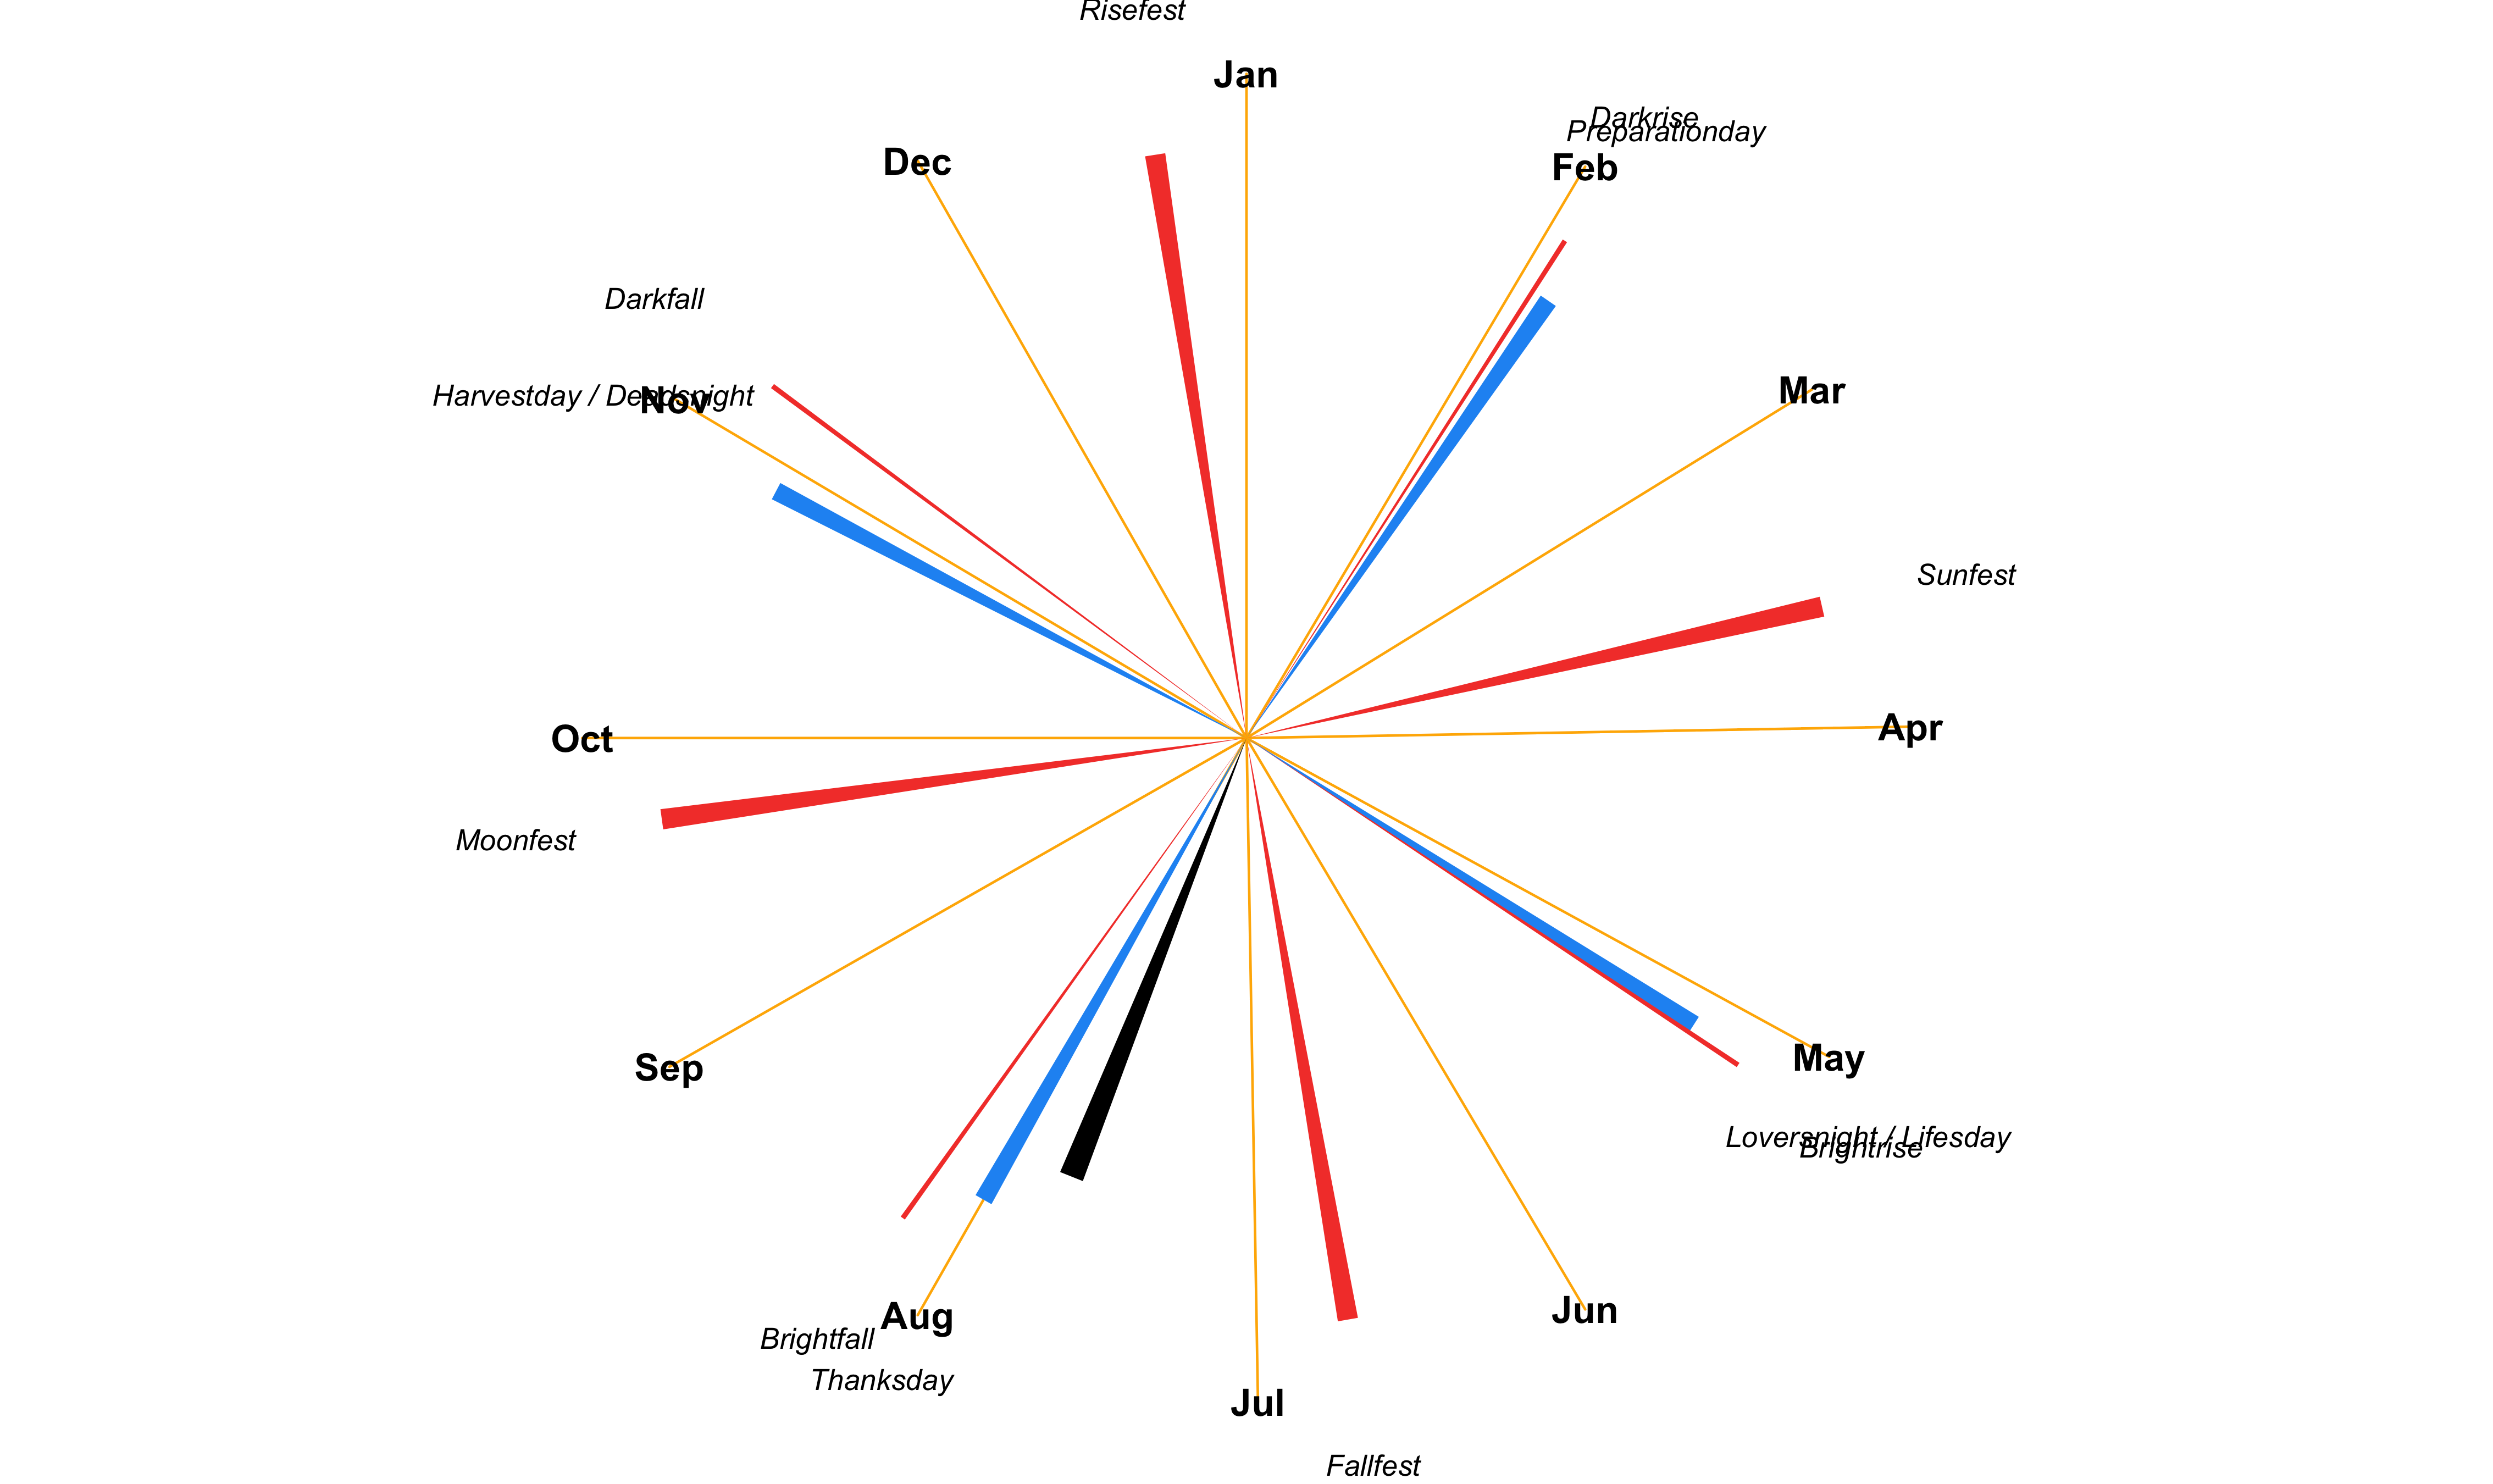 Risefest
Jan
Darkrise
Preparationday
Dec
Feb
Darkfall
Mar
Harvestday / Deadsnight
Nov
Sunfest
Apr
Oct
Moonfest
May
Sep
Loversnight / Lifesday
Brightrise
Jun
Aug
Brightfall
Thanksday
Jul
Fallfest